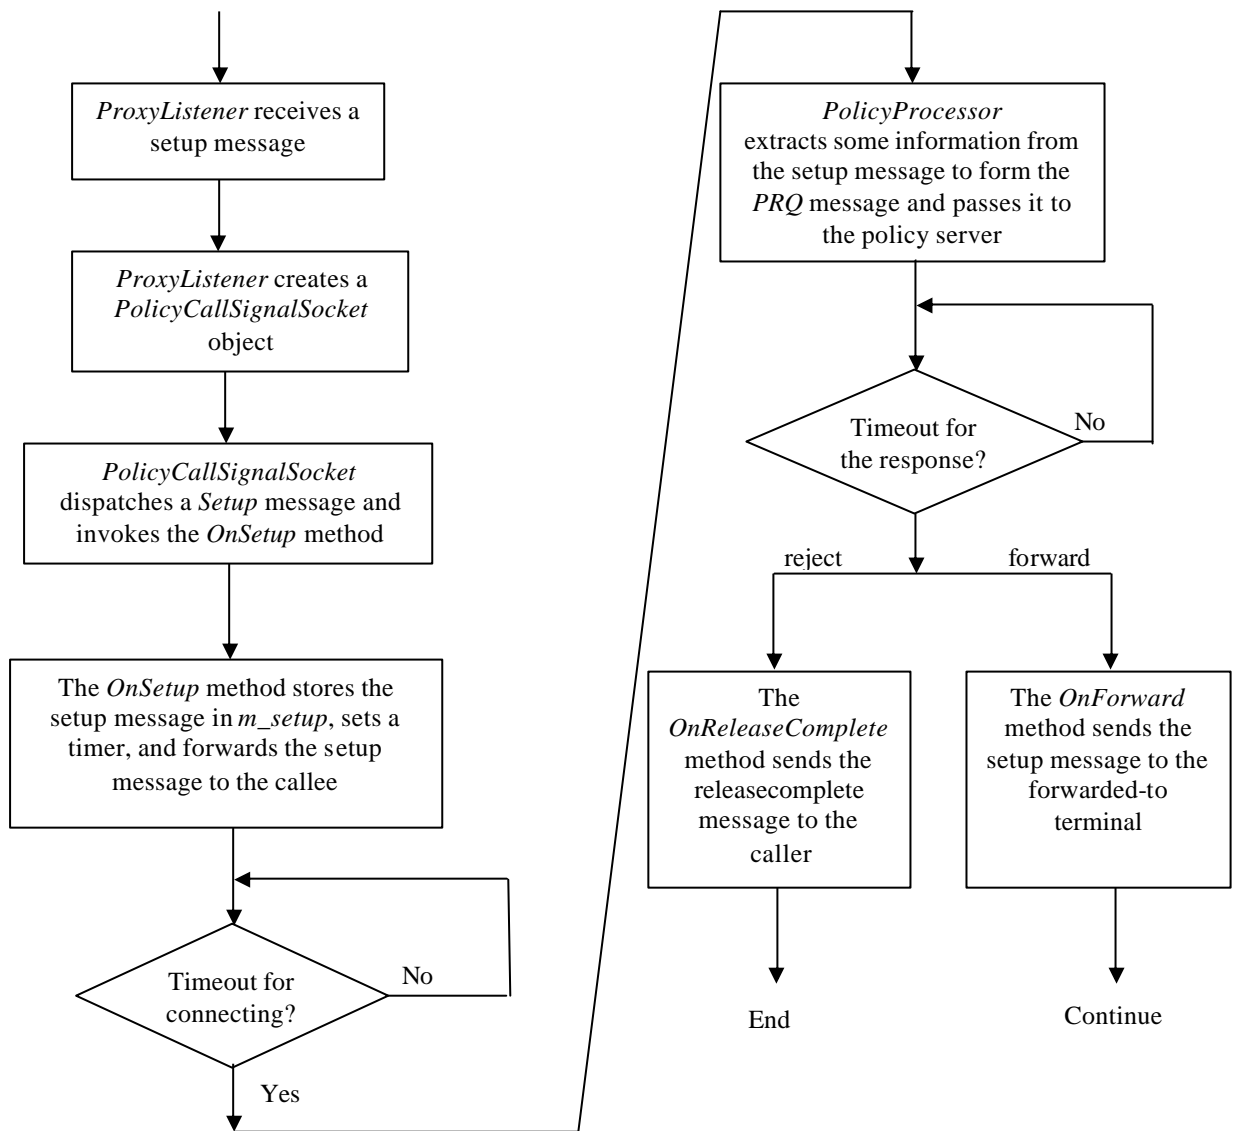 ProxyListener receives a
setup message
ProxyListener creates a
PolicyCallSignalSocket
object
PolicyCallSignalSocket
dispatches a Setup message and
invokes the OnSetup method
The OnSetup method stores the
setup message in m_setup, sets a
timer, and forwards the setup
message to the callee
Timeout for
connecting?
No
Yes
PolicyProcessor
extracts some information from
the setup message to form the
PRQ message and passes it to
the policy server
Timeout for
the response?
No
reject
forward
The
OnReleaseComplete
method sends the
releasecomplete
message to the
caller
The OnForward
method sends the
setup message to the
forwarded-to
terminal
End
Continue